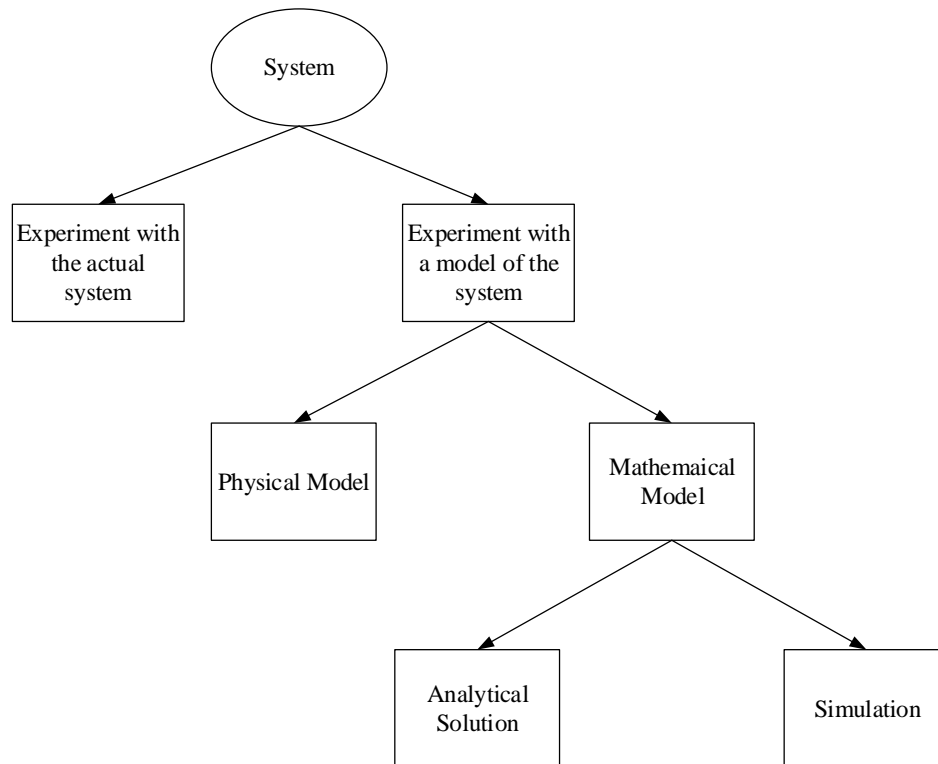 System
Experiment with
the actual
system
Experiment with
a model of the
system
Physical Model
Mathemaical
Model
Analytical
Solution
Simulation